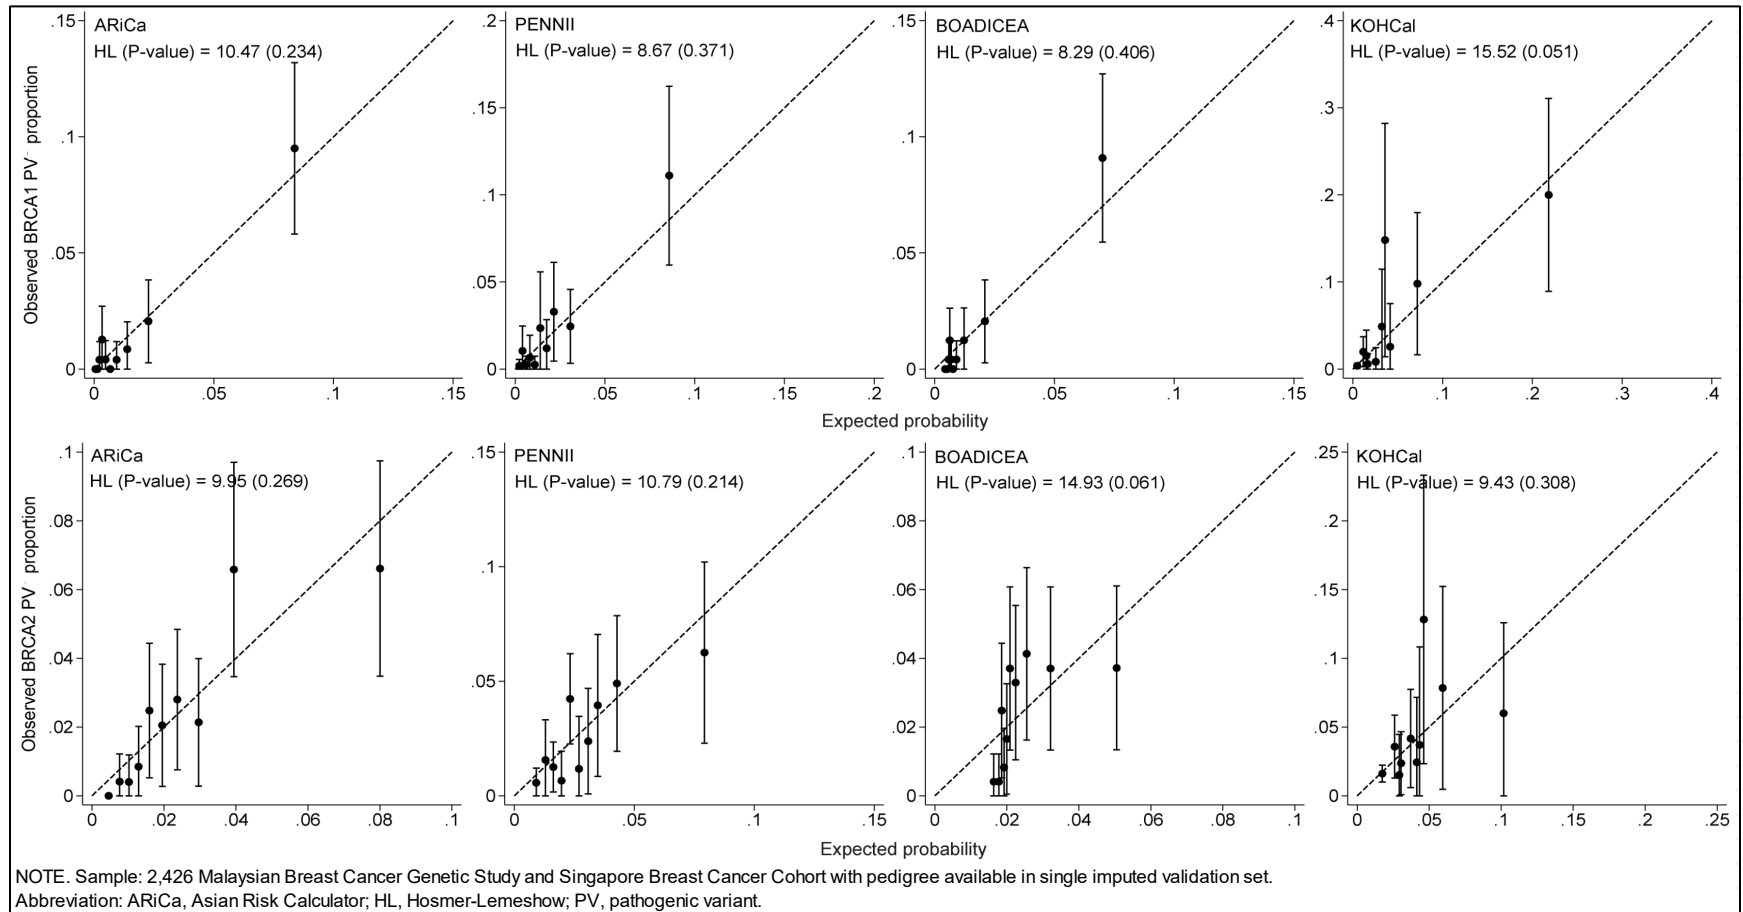 ARiCa
HL (P-value) = 10.47 (0.234)
.15
.1
.05
0
0 .05 .1 .15
Observed BRCA1 PV proportion
PENNII
HL (P-value) = 8.67 (0.371)
.2
.15
.1
.05
0
0 .05 .1 .15 .2
BOADICEA
HL (P-value) = 8.29 (0.406)
.15
.1
.05
0
0 .05 .1 .15
KOHCal
HL (P-value) = 15.52 (0.051)
.4
.3
.2
.1
0
0 .1 .2 .3 .4
Expected probability
ARiCa
HL (P-value) = 9.95 (0.269)
.1
.08
.06
.04
.02
0
0 .02 .04 .06 .08 .1
Observed BRCA2 PV proportion
PENNII
HL (P-value) = 10.79 (0.214)
.15
.1
.05
0
0 .05 .1 .15
BOADICEA
HL (P-value) = 14.93 (0.061)
.1
.08
.06
.04
.02
0
0 .02 .04 .06 .08 .1
KOHCal
HL (P-value) = 9.43 (0.308)
.25
.2
.15
.1
.05
0
0 .05 .1 .15 .2 .25
Expected probability
NOTE. Sample: 2,426 Malaysian Breast Cancer Genetic Study and Singapore Breast Cancer Cohort with pedigree available in single imputed validation set.
Abbreviation: ARiCa, Asian Risk Calculator; HL, Hosmer-Lemeshow; PV, pathogenic variant.